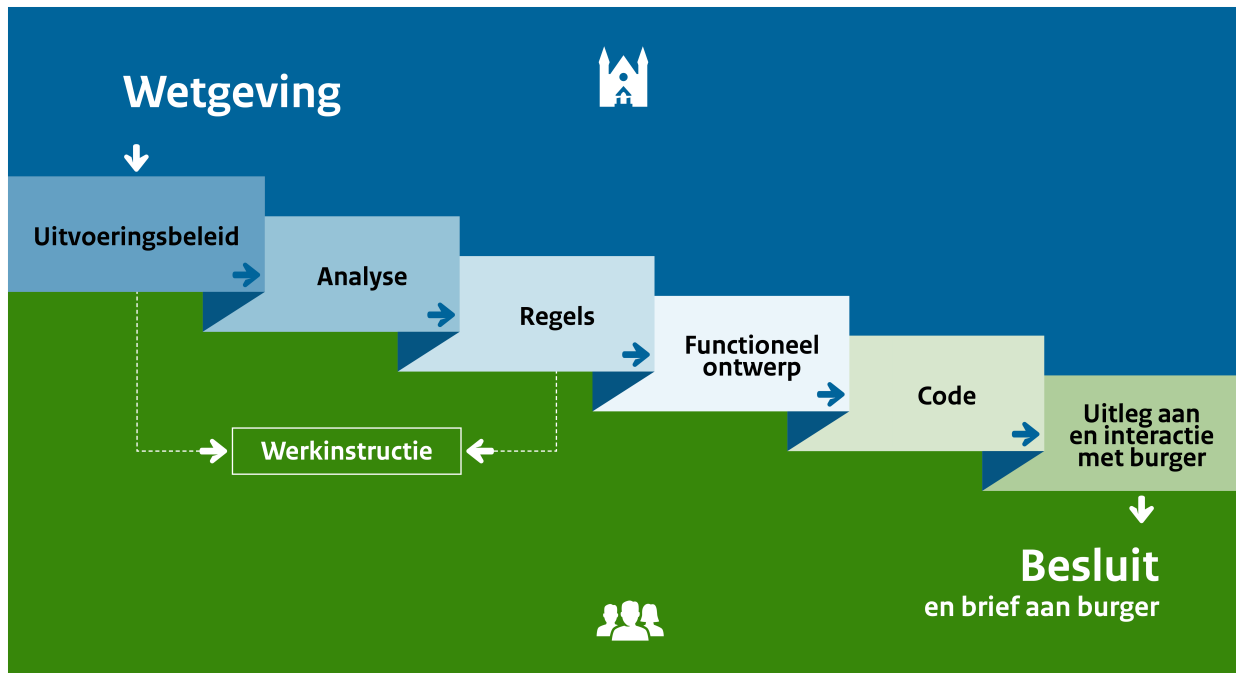 Wetgeving
Uitvoeringsbeleid
Analyse
Regels
Functioneel
ontwerp
Code
Uitleg aan
en interactie
met burger
Werkinstructie
Besluit
en brief aan burger